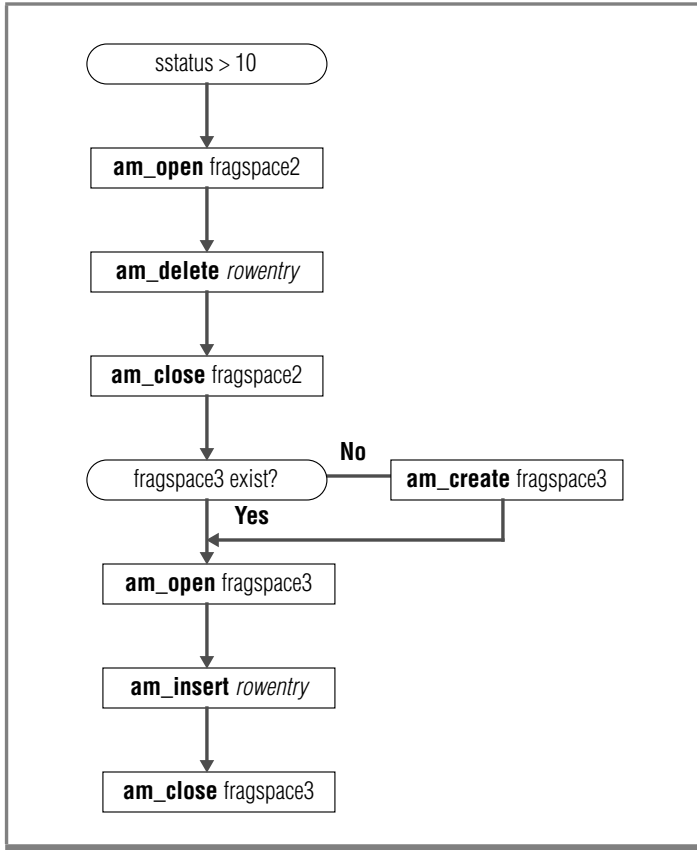 sstatus > 10
am_open fragspace2
am_delete rowentry
am_close fragspace2
fragspace3 exist?
No
am_create fragspace3
Yes
am_open fragspace3
am_insert rowentry
am_close fragspace3